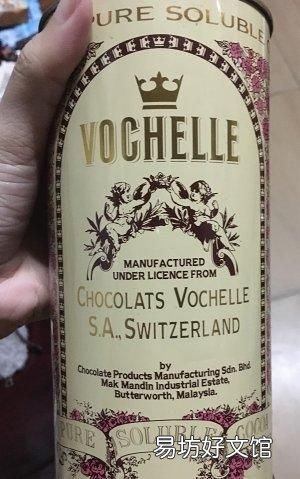 PURE SOLUBLE
VOCHELLE
MANUFACTURED
UNDER LICENCE FROM
CHOCOLATS VOCHELLE
S.A., SWITZERLAND
by
Chocolate Products Manufacturing Sdn. Bhd.
Mak Mandin Industrial Estate,
Butterworth, Malaysia.
PURE SOLUBLE COCOA
易坊好文馆